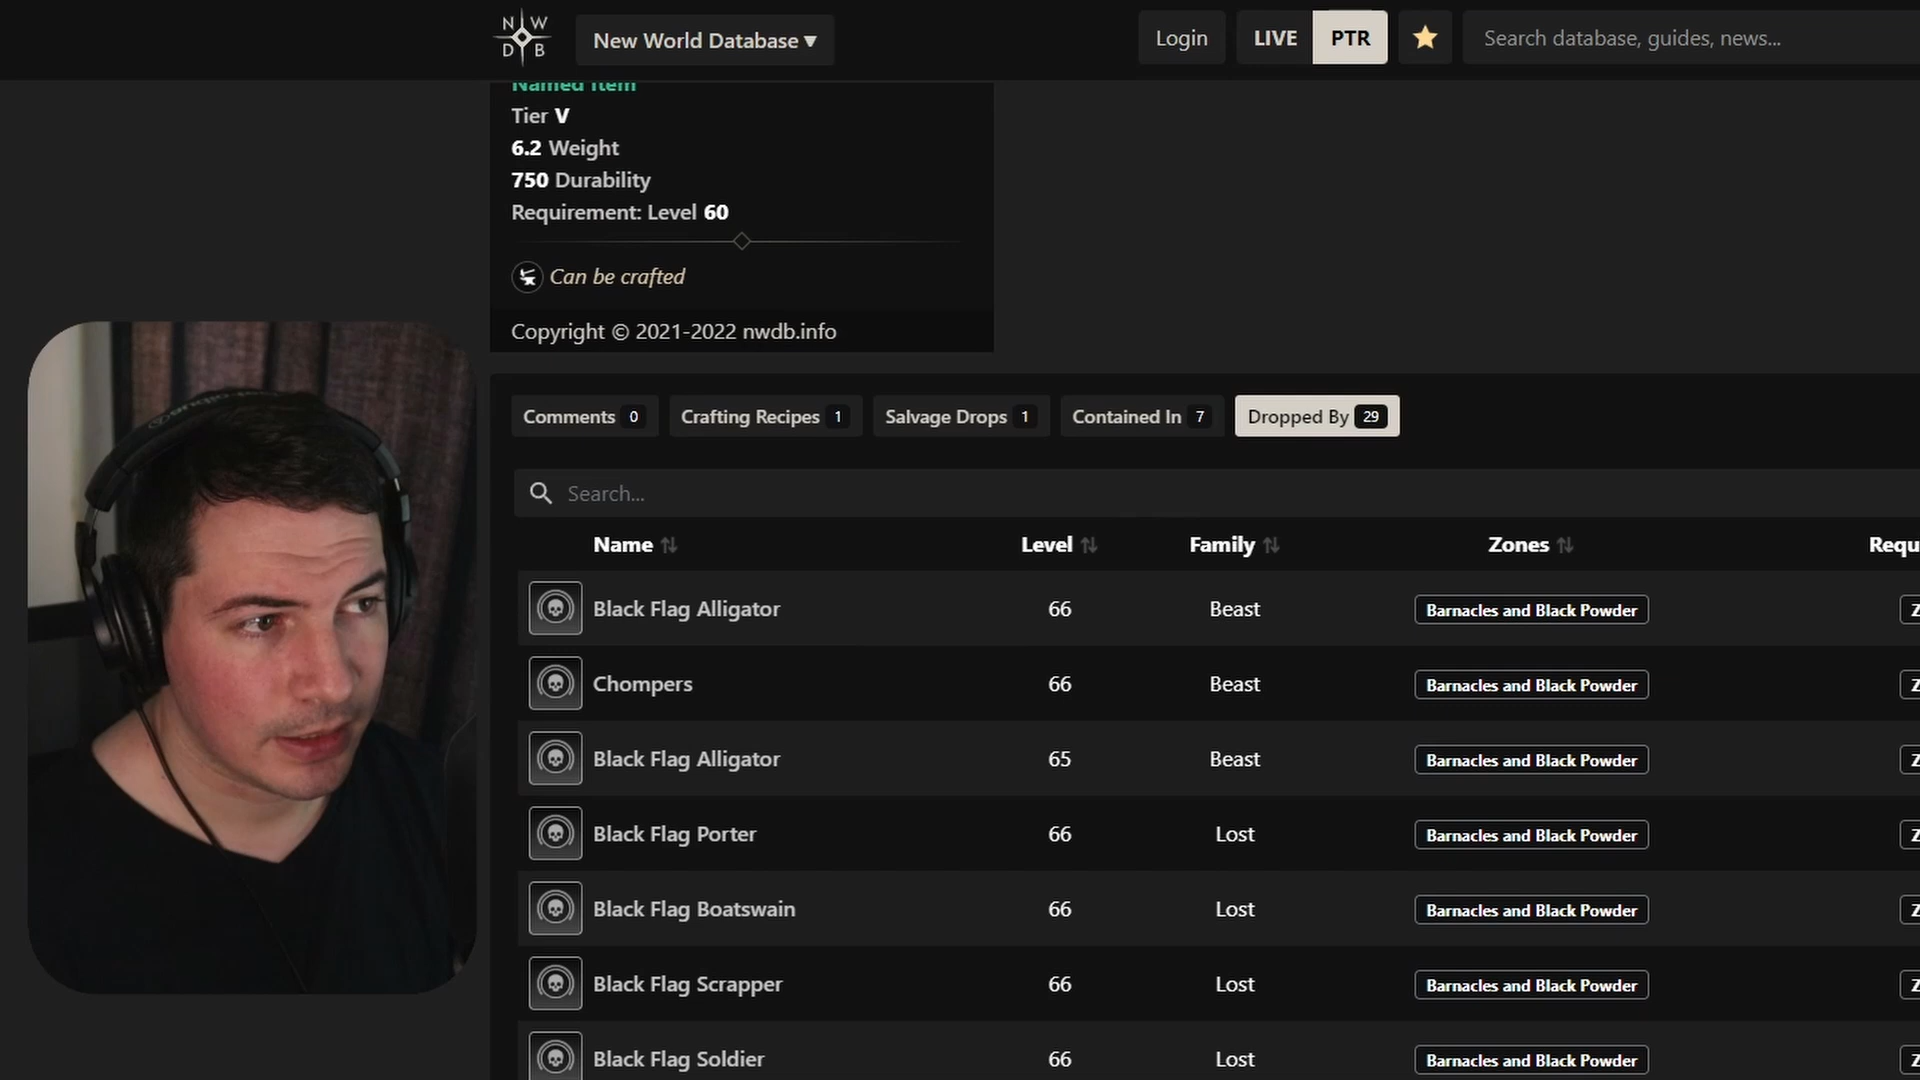 N W
D B
New World Database ▼
Login
LIVE
PTR
Search database, guides, news...
Named Item
Tier V
6.2 Weight
750 Durability
Requirement: Level 60
Can be crafted
Copyright © 2021-2022 nwdb.info
Comments 0
Crafting Recipes 1
Salvage Drops 1
Contained In 7
Dropped By 29
Search...
Name Level Family Zones Requ
Black Flag Alligator 66 Beast Barnacles and Black Powder Z
Chompers 66 Beast Barnacles and Black Powder Z
Black Flag Alligator 65 Beast Barnacles and Black Powder Z
Black Flag Porter 66 Lost Barnacles and Black Powder Z
Black Flag Boatswain 66 Lost Barnacles and Black Powder Z
Black Flag Scrapper 66 Lost Barnacles and Black Powder Z
Black Flag Soldier 66 Lost Barnacles and Black Powder Z